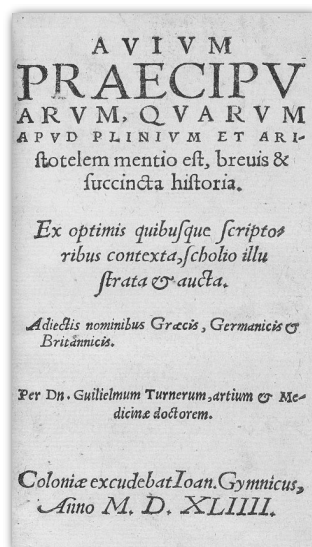 AVIVM
PRAECIPV
ARVM, QVARVM
APVD PLINIVM ET ARI-
ſtotelem mentio eſt, breuis &
ſuccincta hiſtoria.
Ex optimis quibuſque ſcripto-
ribus contexta, ſcholio illu
ſtrata & aucta.
Adiectis nominibus Græcis, Germanicis &
Britannicis.
Per Dn. Guilielmum Turnerum, artium & Me-
dicinæ doctorem.
Coloniæ excudebat Ioan. Gymnicus,
Anno M. D. XLIIII.